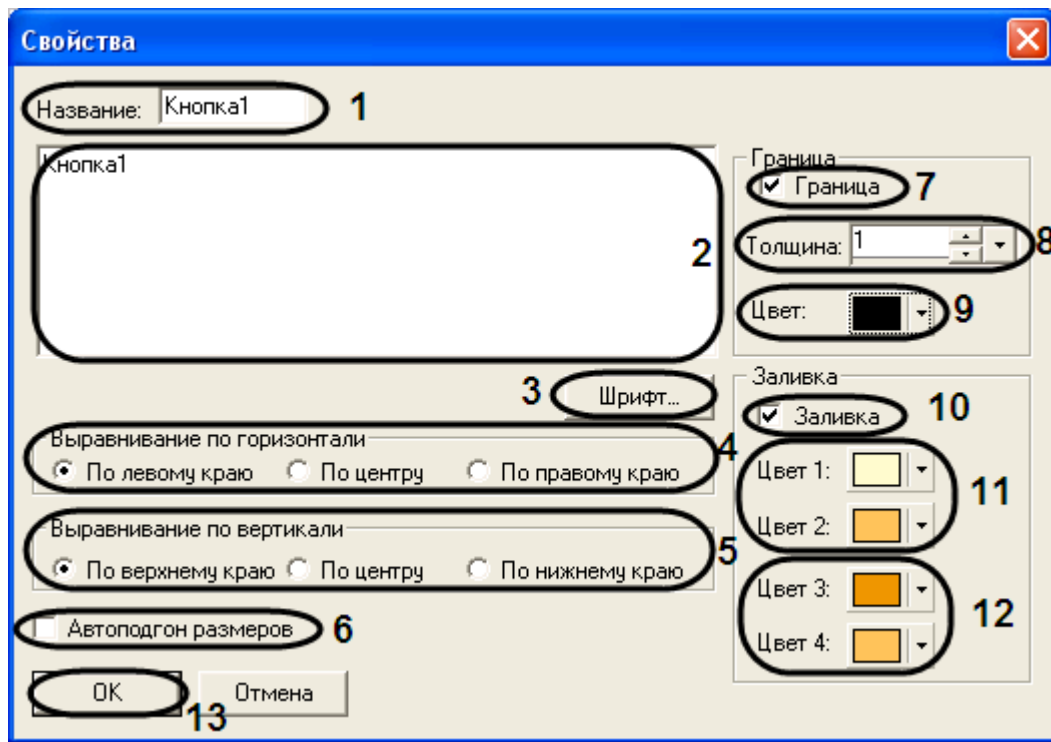 Свойства
Название: Кнопка1 1
Кнопка1
2
3 Шрифт...
Выравнивание по горизонтали
По левому краю По центру По правому краю 4
Выравнивание по вертикали
По верхнему краю По центру По нижнему краю 5
Автоподгон размеров 6
OK Отмена
13
Граница
Граница 7
Толщина: 1 8
Цвет: 9
Заливка
Заливка 10
Цвет 1:
11
Цвет 2:
Цвет 3:
12
Цвет 4: